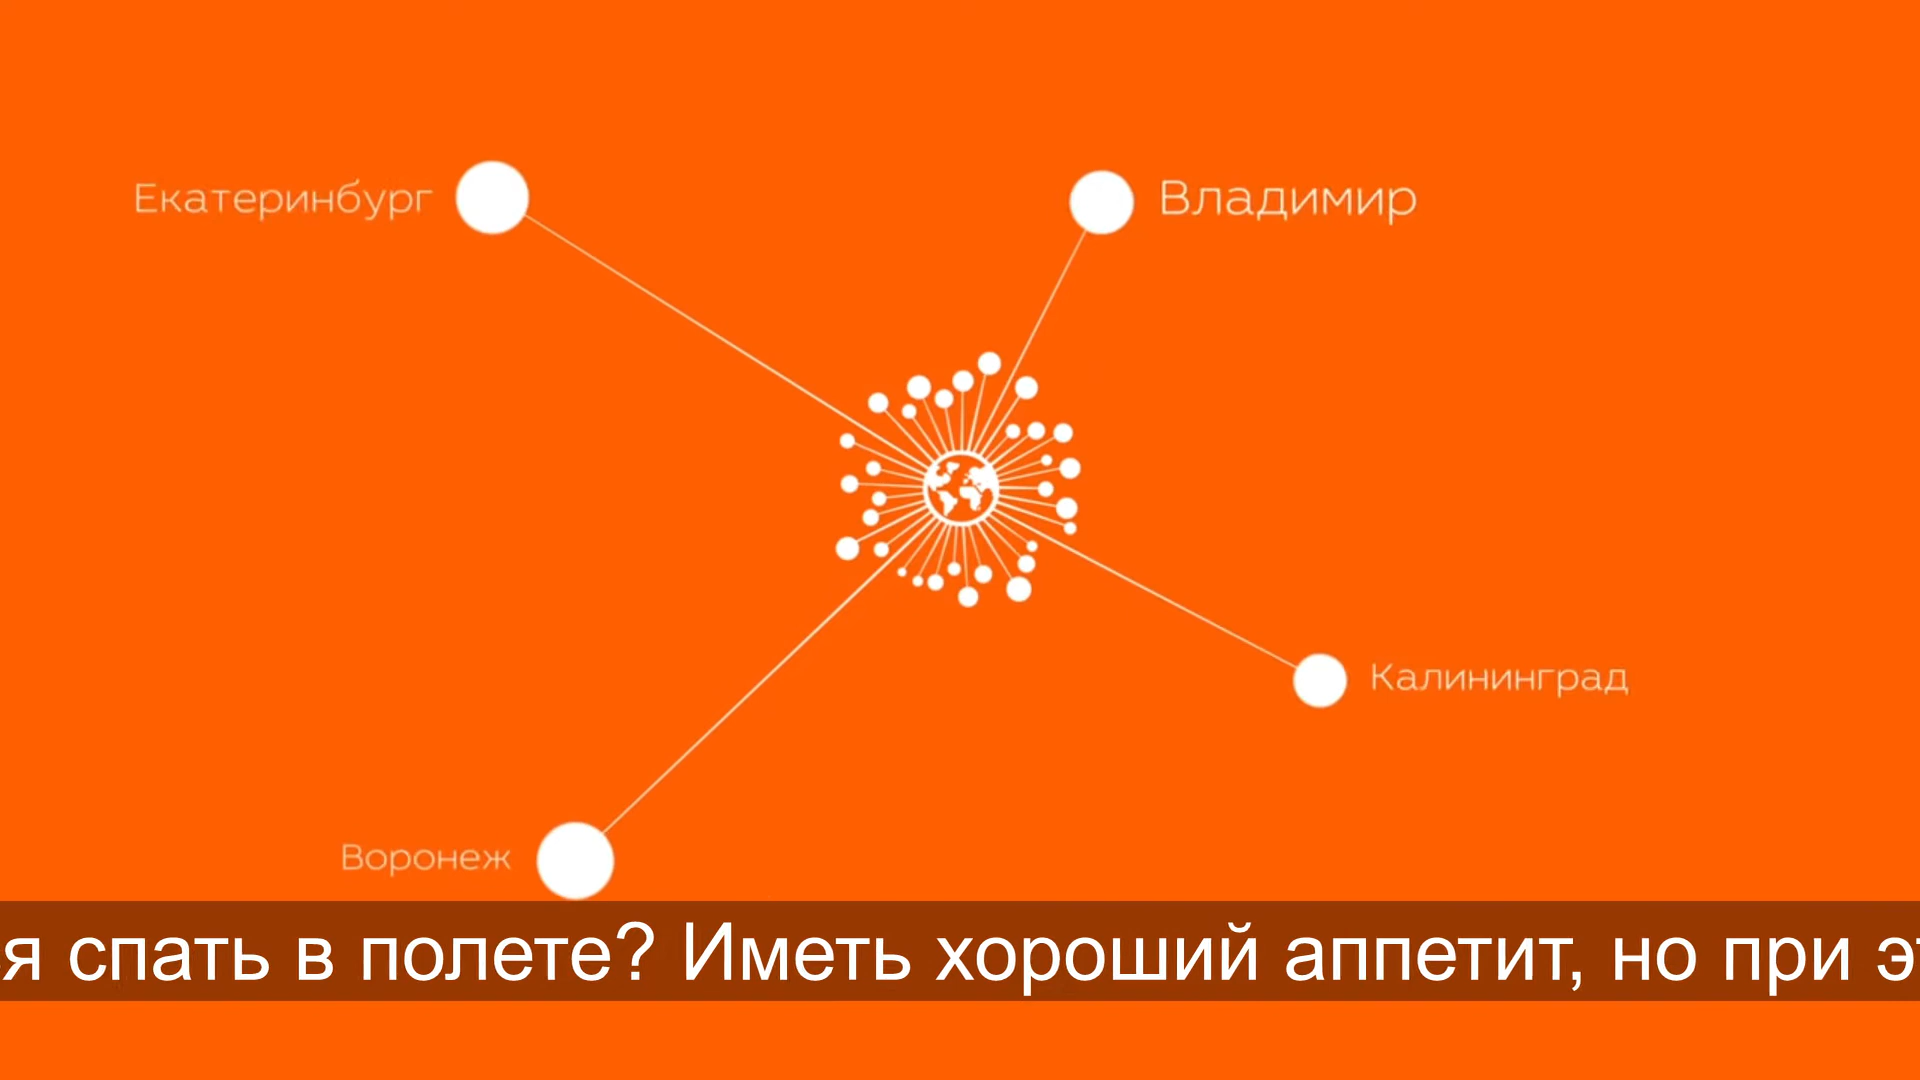 Екатеринбург
Владимир
Калининград
Воронеж
я спать в полете? Иметь хороший аппетит, но при э